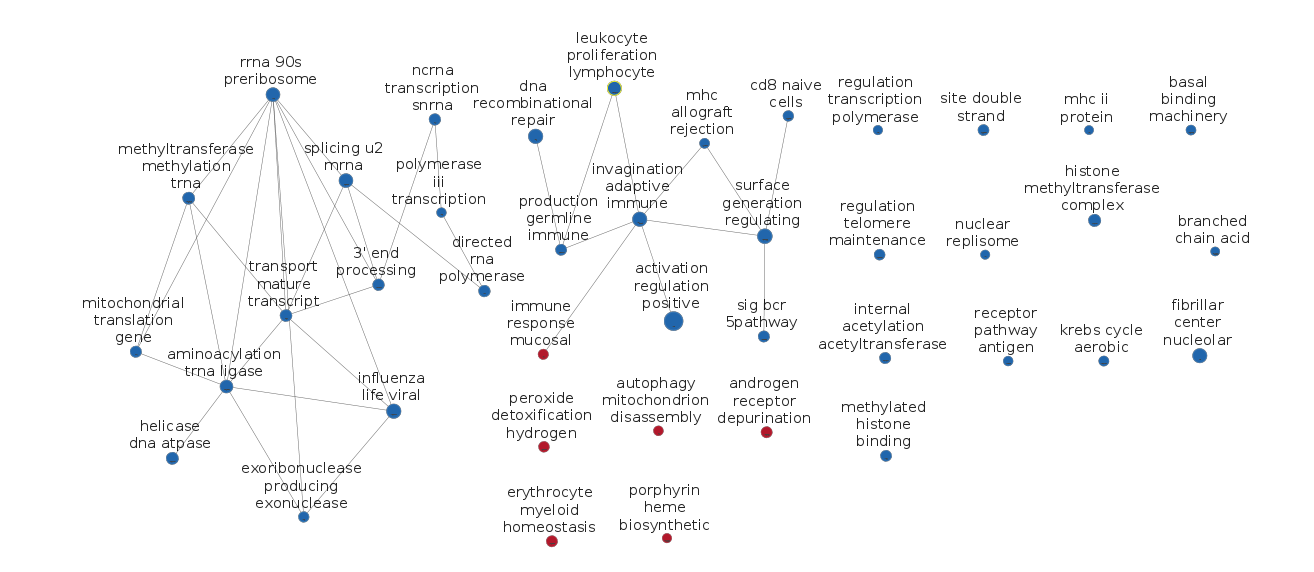 rrna 90s
preribosome
ncrna
transcription
snrna
dna
recombinational
repair
leukocyte
proliferation
lymphocyte
mhc
allograft
rejection
cd8 naive
cells
regulation
transcription
polymerase
site double
strand
mhc ii
protein
basal
binding
machinery
methyltransferase
methylation
trna
splicing u2
mrna
polymerase
iii
transcription
production
germline
immune
invagination
adaptive
immune
surface
generation
regulating
regulation
telomere
maintenance
nuclear
replisome
histone
methyltransferase
complex
branched
chain acid
transport
mature
transcript
3' end
processing
directed
rna
polymerase
activation
regulation
positive
mitochondrial
translation
gene
aminoacylation
trna ligase
influenza
life viral
immune
response
mucosal
sig bcr
5pathway
internal
acetylation
acetyltransferase
receptor
pathway
antigen
krebs cycle
aerobic
fibrillar
center
nucleolar
helicase
dna atpase
exoribonuclease
producing
exonuclease
peroxide
detoxification
hydrogen
autophagy
mitochondrion
disassembly
androgen
receptor
depurination
methylated
histone
binding
erythrocyte
myeloid
homeostasis
porphyrin
heme
biosynthetic